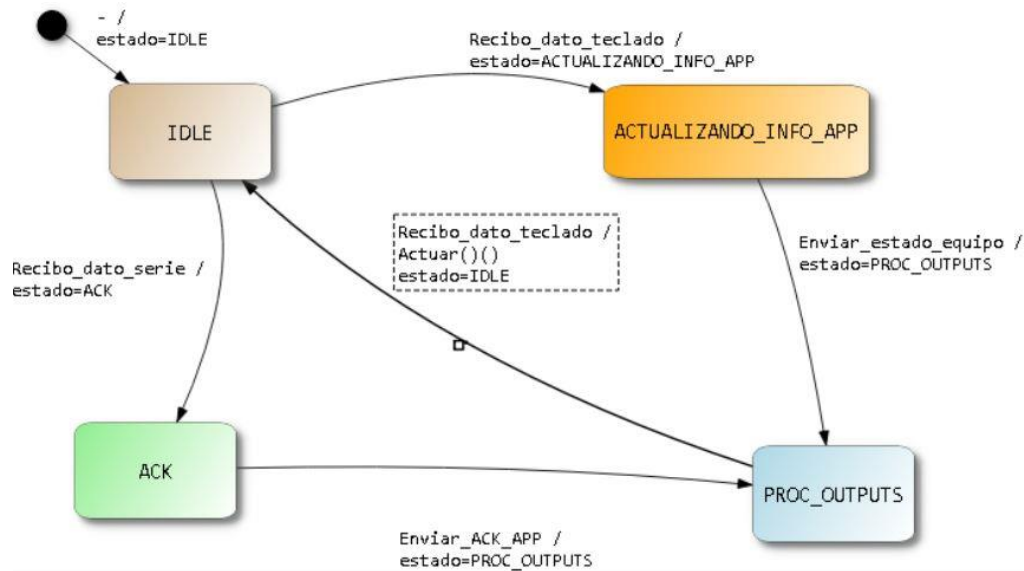 - /
estado=IDLE
Recibo_dato_teclado /
estado=ACTUALIZANDO_INFO_APP
IDLE
ACTUALIZANDO_INFO_APP
Recibo_dato_teclado /
Actuar()()
estado=IDLE
Enviar_estado_equipo /
estado=PROC_OUTPUTS
Recibo_dato_serie /
estado=ACK
ACK
PROC_OUTPUTS
Enviar_ACK_APP /
estado=PROC_OUTPUTS